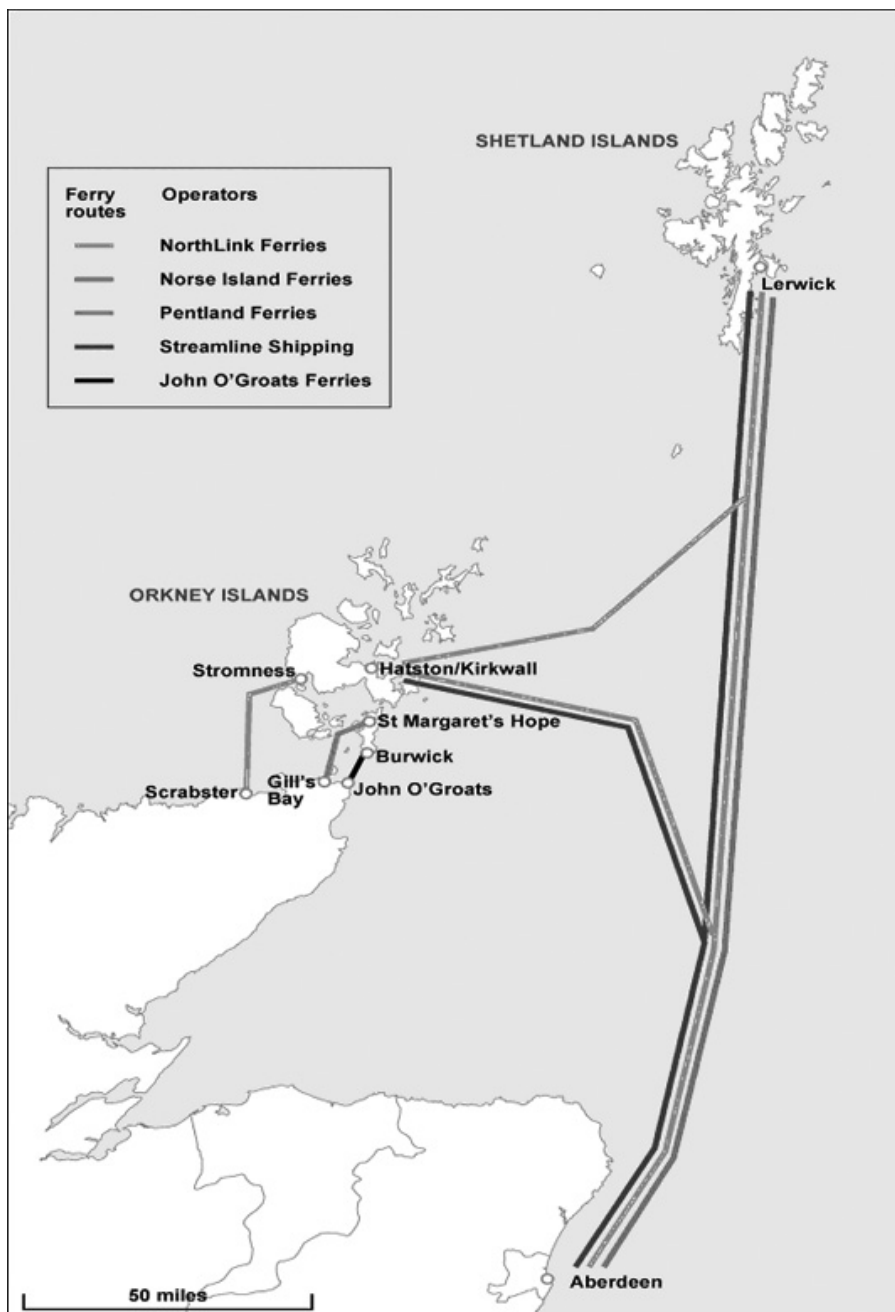 SHETLAND ISLANDS
Ferry routes
Operators
NorthLink Ferries
Norse Island Ferries
Pentland Ferries
Streamline Shipping
John O'Groats Ferries
Lerwick
ORKNEY ISLANDS
Stromness
Hatston/Kirkwall
St Margaret's Hope
Burwick
Scrabster
Gill's
Bay
John O'Groats
Aberdeen
50 miles